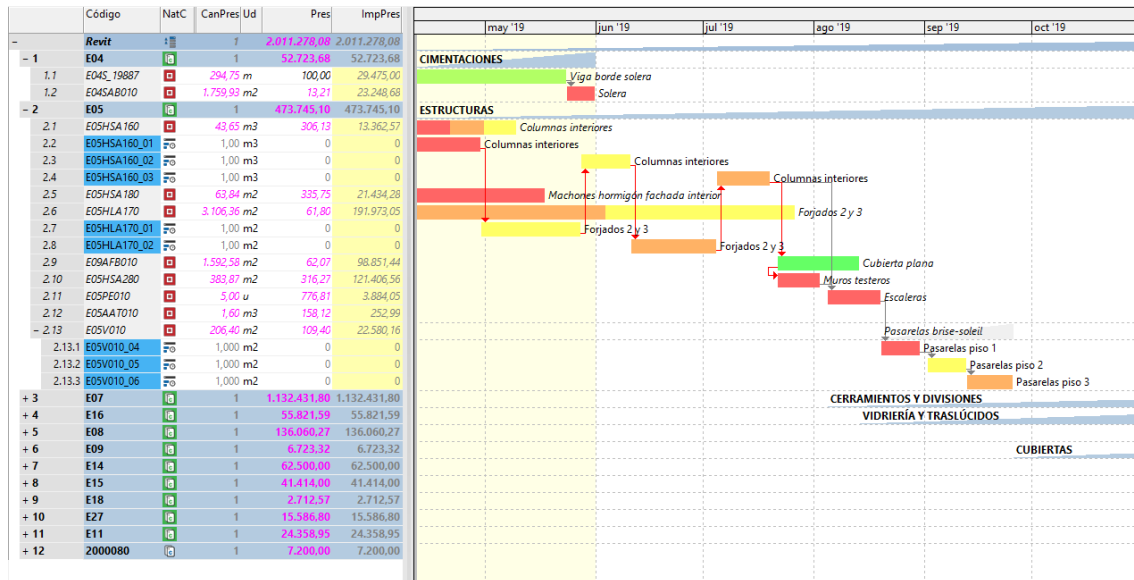 Código NatC CanPres Ud Pres ImpPres
may '19 jun '19 jul '19 ago '19 sep '19 oct '19
- Revit 1 2.011.278,08 2.011.278,08
- 1 E04 1 52.723,68 52.723,68 CIMENTACIONES
1.1 E04S_19887 294,75 m 100,00 29.475,00 Viga borde solera
1.2 E04SAB010 1.759,93 m2 13,21 23.248,68 Solera
- 2 E05 1 473.745,10 473.745,10 ESTRUCTURAS
2.1 E05HSA160 43,65 m3 306,13 13.362,57 Columnas interiores
2.2 E05HSA160_01 1,00 m3 0 0 Columnas interiores
2.3 E05HSA160_02 1,00 m3 0 0 Columnas interiores
2.4 E05HSA160_03 1,00 m3 0 0 Columnas interiores
2.5 E05HSA180 63,84 m2 335,75 21.434,28 Machones hormigón fachada interior
2.6 E05HLA170 3.106,36 m2 61,80 191.973,05 Forjados 2 y 3
2.7 E05HLA170_01 1,00 m2 0 0 Forjados 2 y 3
2.8 E05HLA170_02 1,00 m2 0 0 Forjados 2 y 3
2.9 E09AFB010 1.592,58 m2 62,07 98.851,44 Cubierta plana
2.10 E05HSA280 383,87 m2 316,27 121.406,56 Muros testeros
2.11 E05PE010 5,00 u 776,81 3.884,05 Escaleras
2.12 E05AAT010 1,60 m3 158,12 252,99
- 2.13 E05V010 206,40 m2 109,40 22.580,16 Pasarelas brise-soleil
2.13.1 E05V010_04 1,000 m2 0 0 Pasarelas piso 1
2.13.2 E05V010_05 1,000 m2 0 0 Pasarelas piso 2
2.13.3 E05V010_06 1,000 m2 0 0 Pasarelas piso 3
+ 3 E07 1 1.132.431,80 1.132.431,80 CERRAMIENTOS Y DIVISIONES
+ 4 E16 1 55.821,59 55.821,59 VIDRIERÍA Y TRASLÚCIDOS
+ 5 E08 1 136.060,27 136.060,27
+ 6 E09 1 6.723,32 6.723,32 CUBIERTAS
+ 7 E14 1 62.500,00 62.500,00
+ 8 E15 1 41.414,00 41.414,00
+ 9 E18 1 2.712,57 2.712,57
+ 10 E27 1 15.586,80 15.586,80
+ 11 E11 1 24.358,95 24.358,95
+ 12 2000080 1 7.200,00 7.200,00